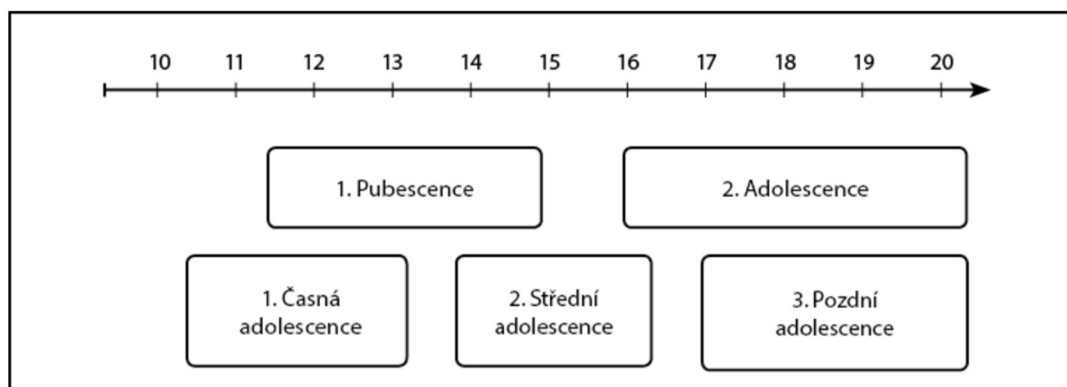 10 11 12 13 14 15 16 17 18 19 20
1. Pubescence 2. Adolescence
1. Časná
adolescence
2. Střední
adolescence
3. Pozdní
adolescence